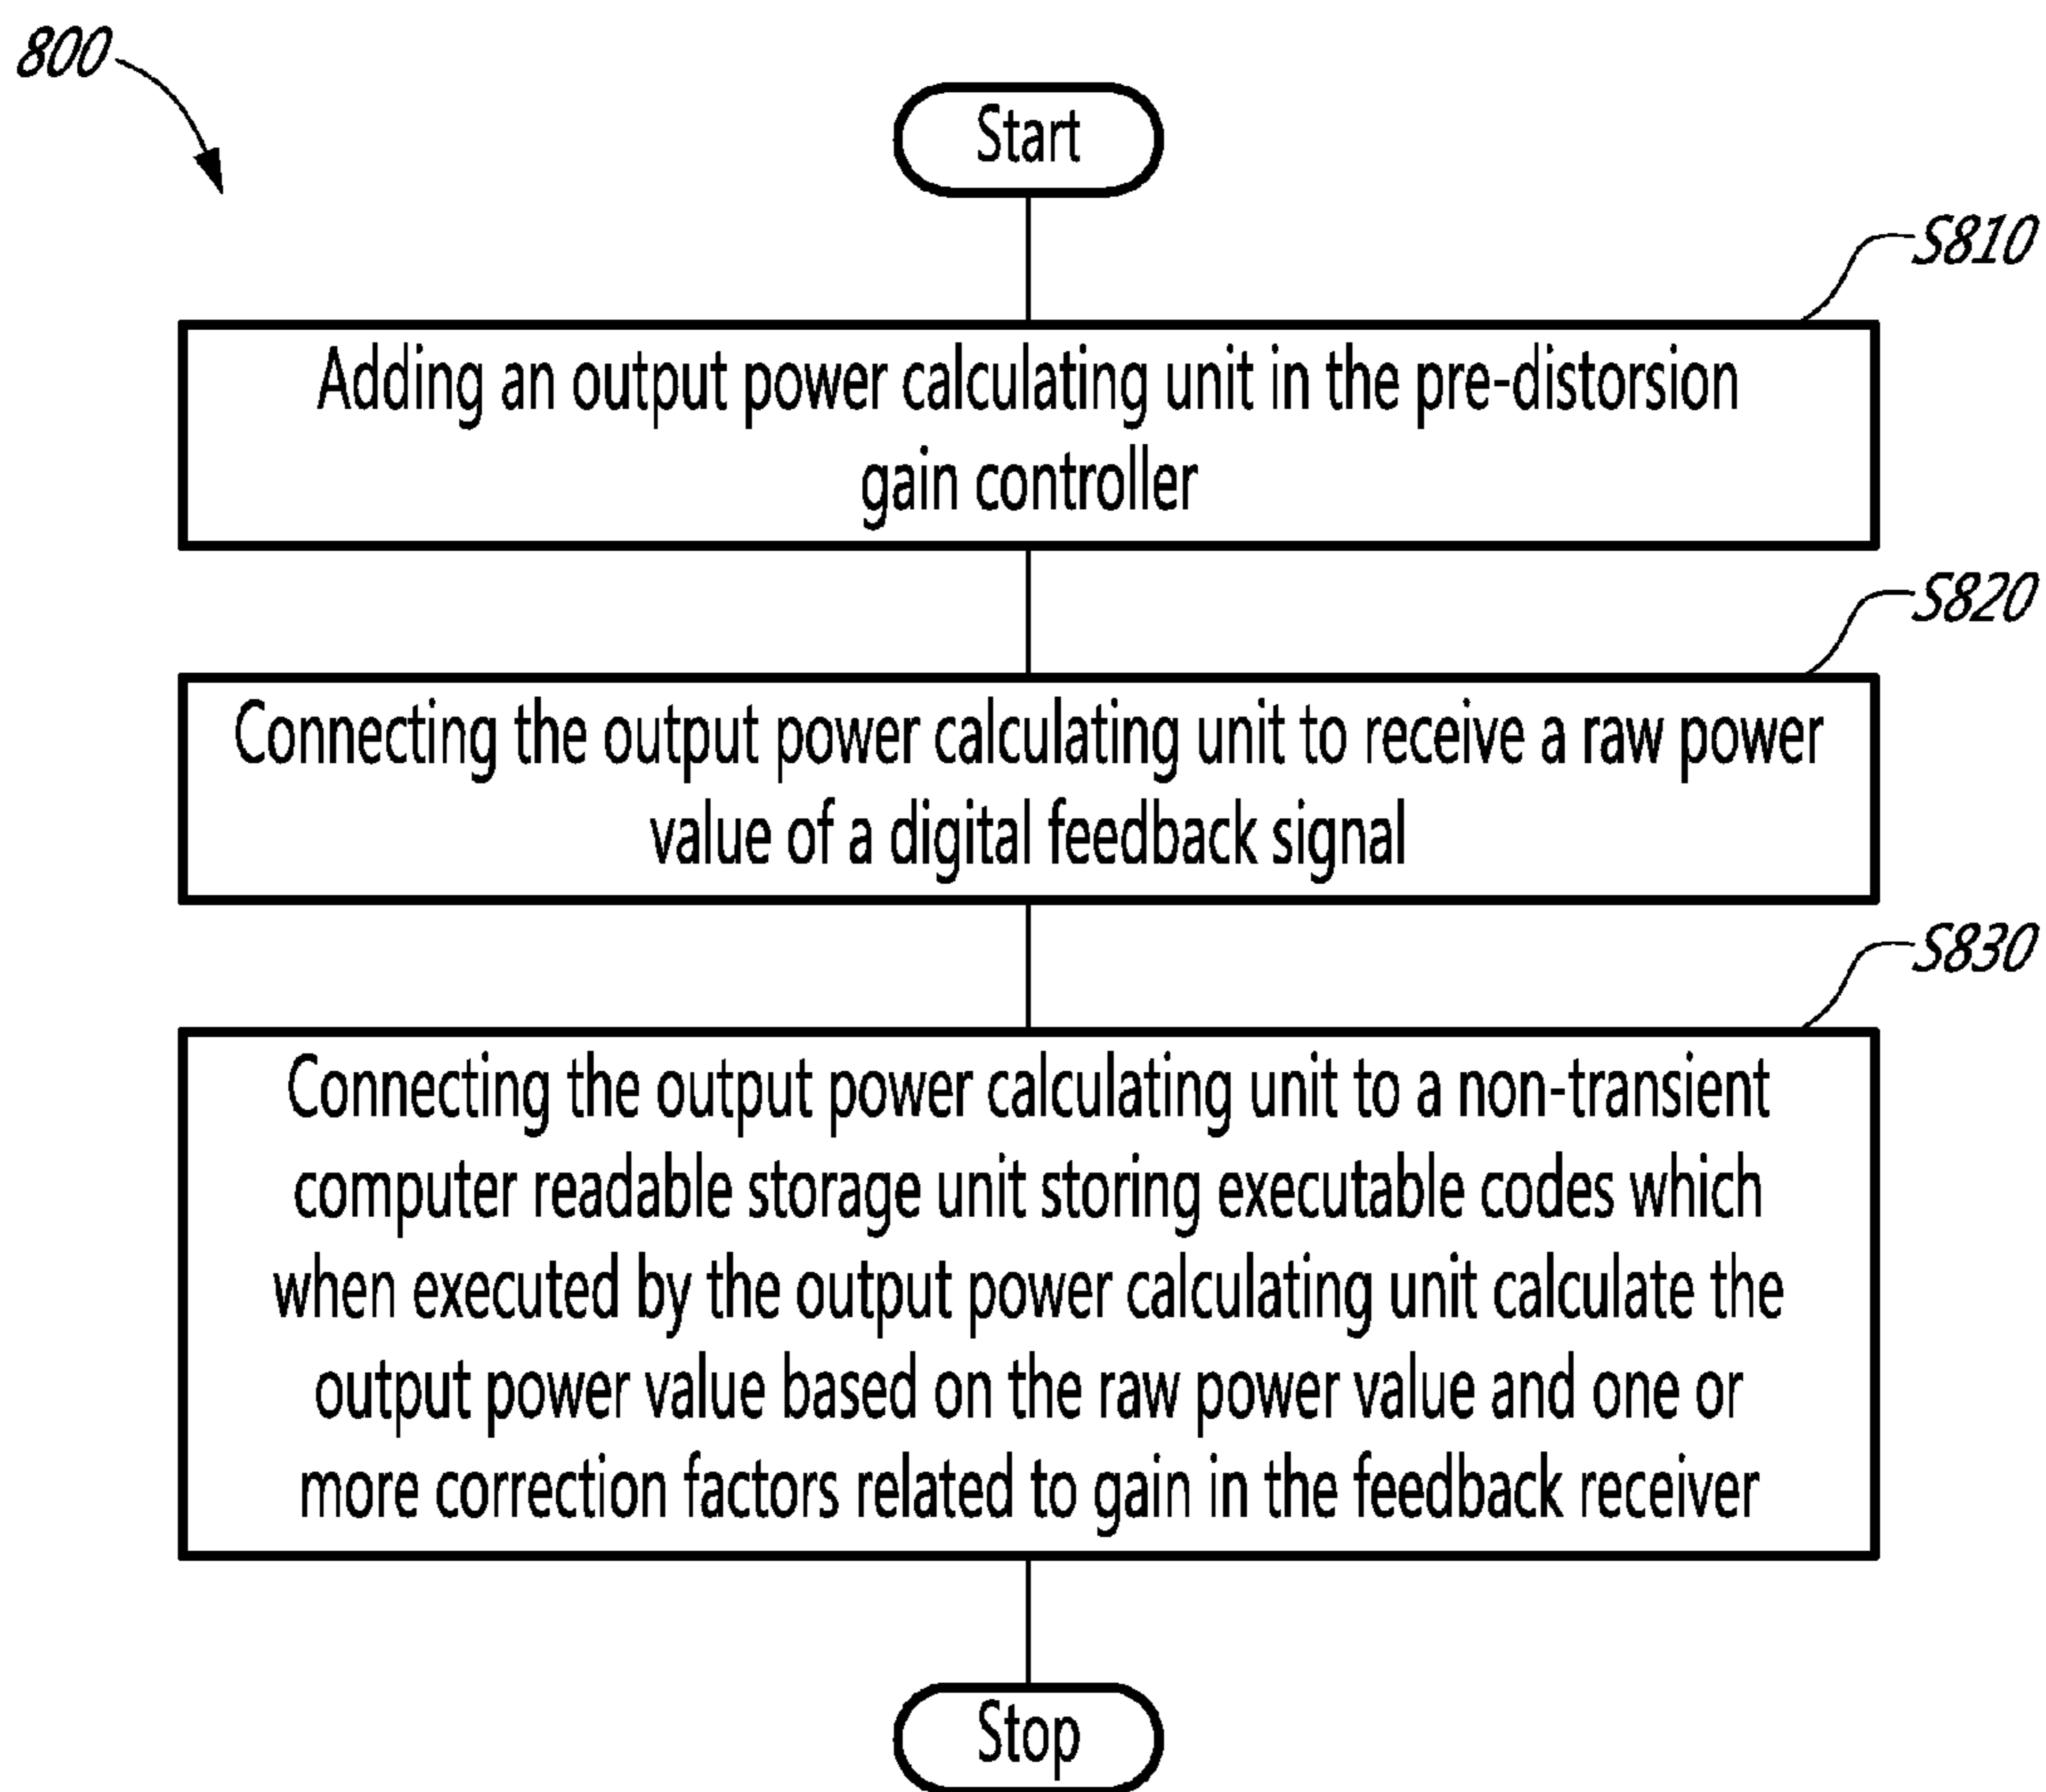 800
Start
S810
Adding an output power calculating unit in the pre-distorsion
gain controller
S820
Connecting the output power calculating unit to receive a raw power
value of a digital feedback signal
S830
Connecting the output power calculating unit to a non-transient
computer readable storage unit storing executable codes which
when executed by the output power calculating unit calculate the
output power value based on the raw power value and one or
more correction factors related to gain in the feedback receiver
Stop